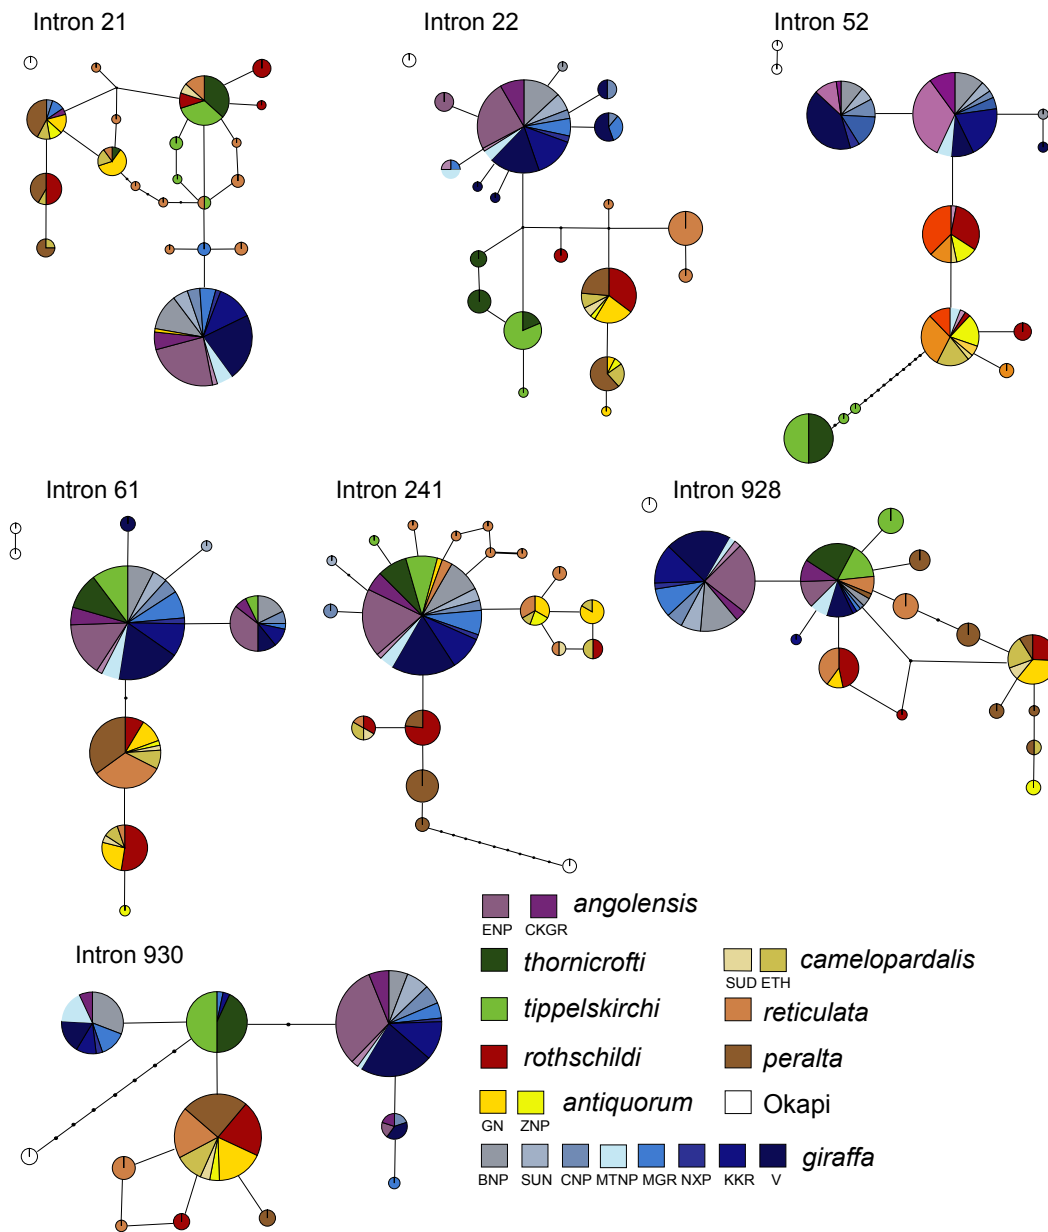 Intron 21
Intron 22
Intron 52
Intron 61
Intron 241
Intron 928
Intron 930
angolensis
ENP CKGR
thornicrofti
camelopardalis
SUD ETH
tippelskirchi
reticulata
rothschildi
peralta
antiquorum
GN ZNP
Okapi
giraffa
BNP SUN CNP MTNP MGR NXP KKR V